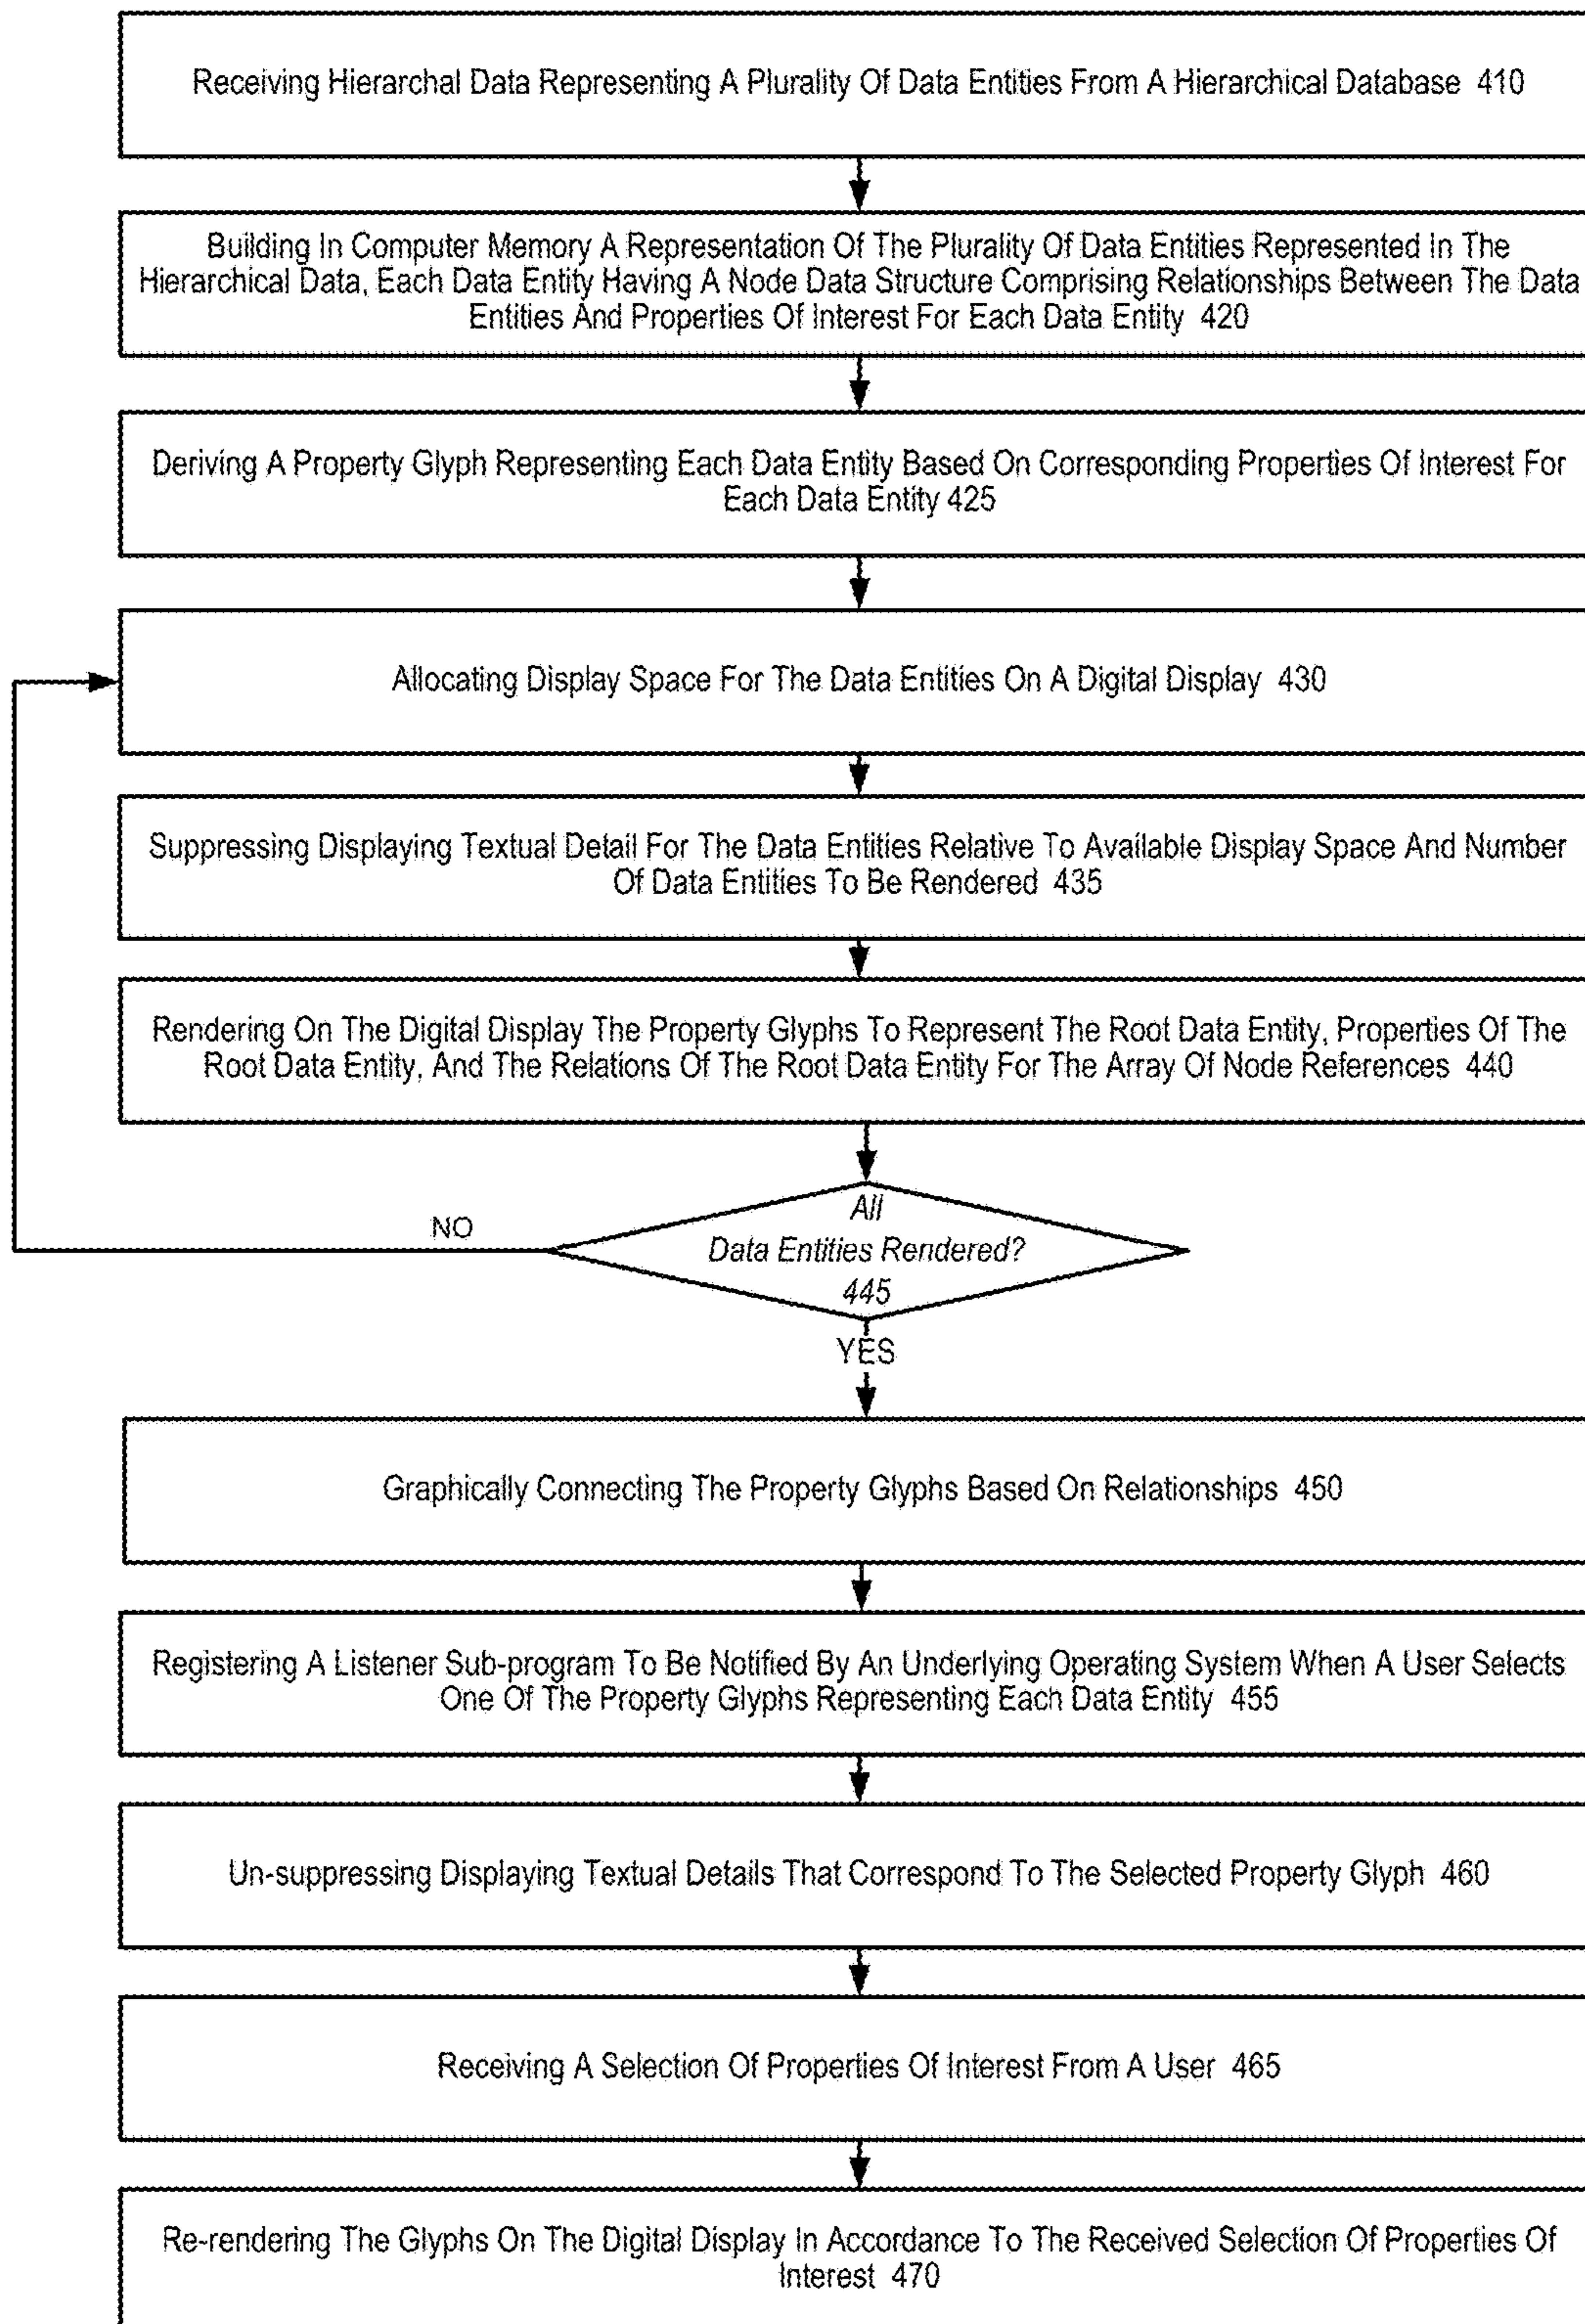 Receiving Hierarchal Data Representing A Plurality Of Data Entities From A Hierarchical Database 410
Building In Computer Memory A Representation Of The Plurality Of Data Entities Represented In The
Hierarchical Data, Each Data Entity Having A Node Data Structure Comprising Relationships Between The Data
Entities And Properties Of Interest For Each Data Entity 420
Deriving A Property Glyph Representing Each Data Entity Based On Corresponding Properties Of Interest For
Each Data Entity 425
Allocating Display Space For The Data Entities On A Digital Display 430
Suppressing Displaying Textual Detail For The Data Entities Relative To Available Display Space And Number
Of Data Entities To Be Rendered 435
Rendering On The Digital Display The Property Glyphs To Represent The Root Data Entity, Properties Of The
Root Data Entity, And The Relations Of The Root Data Entity For The Array Of Node References 440
All
NO
Data Entities Rendered?
445
YES
Graphically Connecting The Property Glyphs Based On Relationships 450
Registering A Listener Sub-program To Be Notified By An Underlying Operating System When A User Selects
One Of The Property Glyphs Representing Each Data Entity 455
Un-suppressing Displaying Textual Details That Correspond To The Selected Property Glyph 460
Receiving A Selection Of Properties Of Interest From A User 465
Re-rendering The Glyphs On The Digital Display In Accordance To The Received Selection Of Properties Of
Interest 470